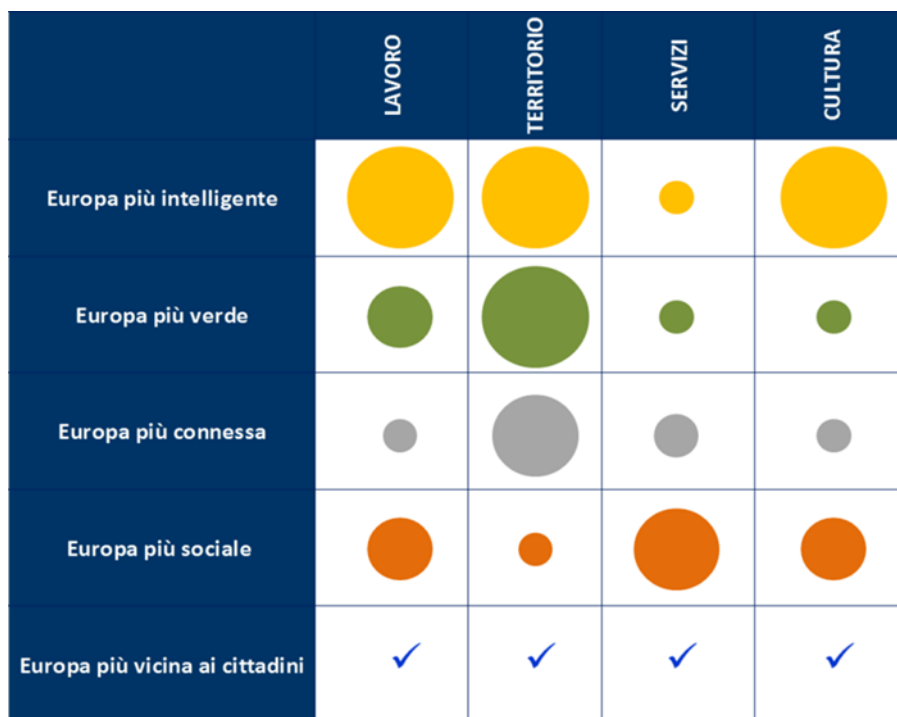 LAVORO
TERRITORIO
SERVIZI
CULTURA
Europa più intelligente
Europa più verde
Europa più connessa
Europa più sociale
Europa più vicina ai cittadini